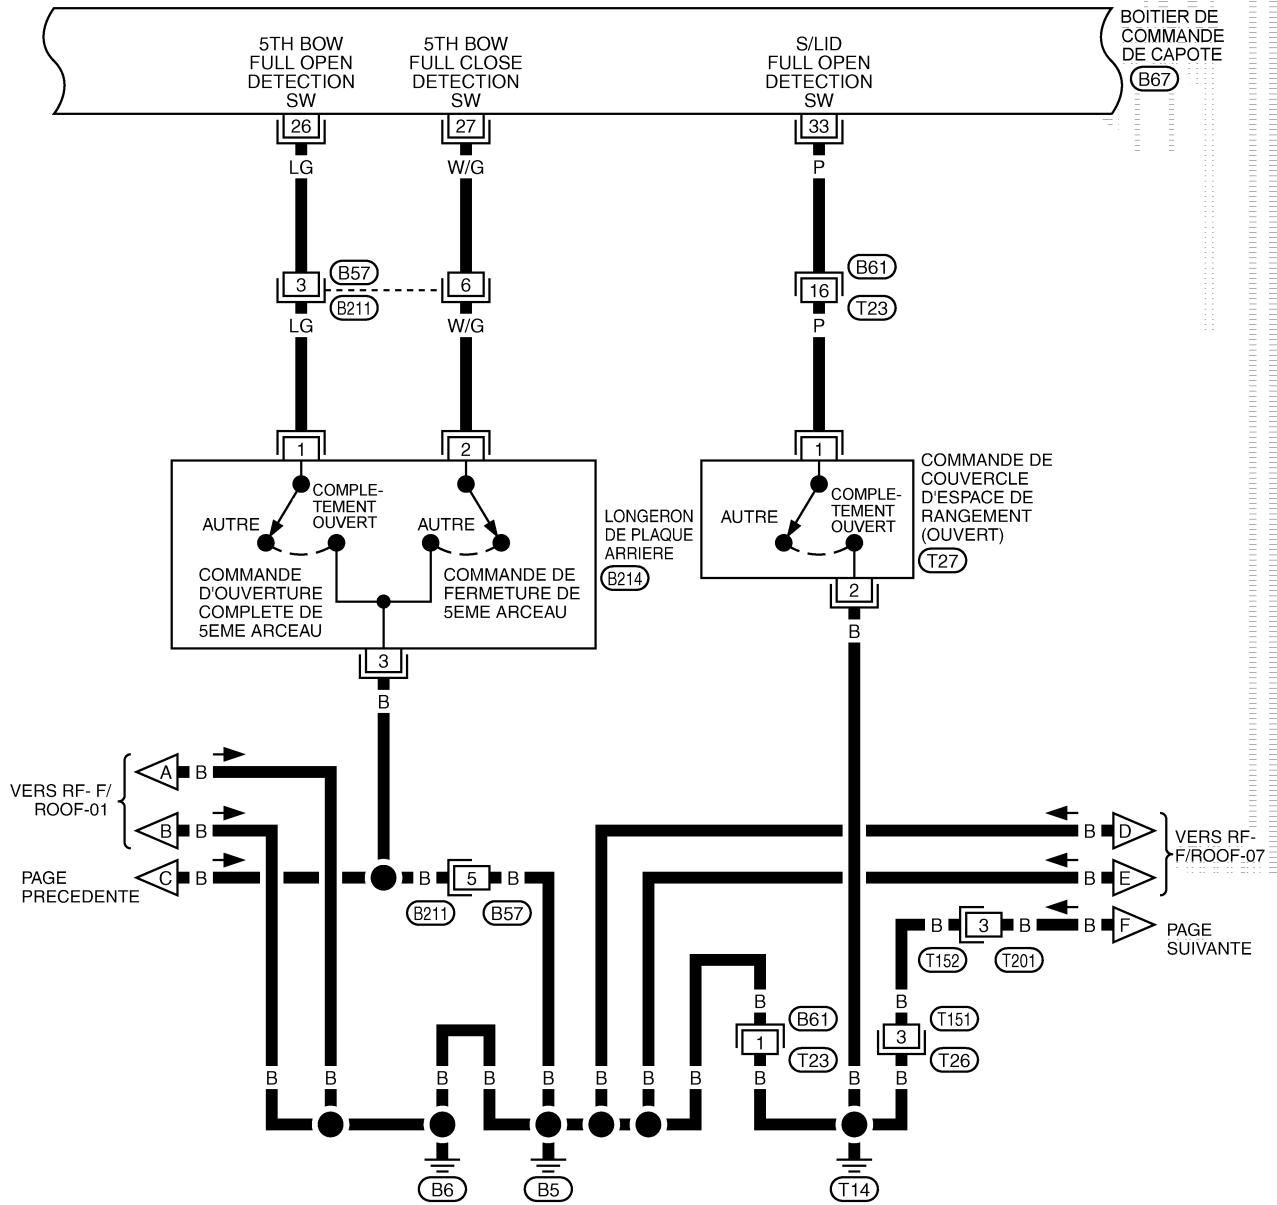 BOITIER DE
COMMANDE
DE CAPOTE
B67
5TH BOW
FULL OPEN
DETECTION
SW
5TH BOW
FULL CLOSE
DETECTION
SW
S/LID
FULL OPEN
DETECTION
SW
26
27
33
LG
W/G
P
3
B57
B211
6
16
B61
T23
LG
W/G
P
1
2
1
AUTRE
COMPLE-
TEMENT
OUVERT
AUTRE
COMMANDE
D'OUVERTURE
COMPLETE DE
5EME ARCEAU
COMMANDE DE
FERMETURE DE
5EME ARCEAU
LONGERON
DE PLAQUE
ARRIERE
B214
AUTRE
COMPLE-
TEMENT
OUVERT
COMMANDE DE
COUVERCLE
D'ESPACE DE
RANGEMENT
(OUVERT)
T27
3
2
B
B
VERS RF- F/
ROOF-01
A
B
B
B
PAGE
PRECEDENTE
C
B
B
5
B
B211
B57
B
D
B
E
VERS RF-
F/ROOF-07
B
3
B
B
F
PAGE
SUIVANTE
T152
T201
B
B
1
B61
T23
3
T151
T26
B
B
B
B
B
B
B
B
B
B
B
B6
B5
T14